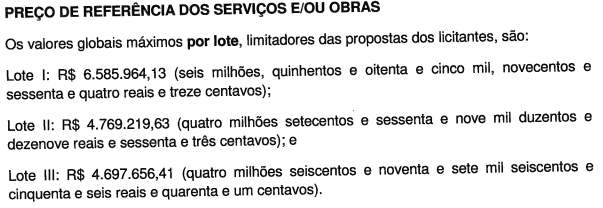 PREÇO DE REFERÊNCIA DOS SERVIÇOS E/OU OBRAS
Os valores globais máximos por lote, limitadores das propostas dos licitantes, são:
Lote I: R$ 6.585.964,13 (seis milhões, quinhentos e oitenta e cinco mil, novecentos e
sessenta e quatro reais e treze centavos);
Lote II: R$ 4.769.219,63 (quatro milhões setecentos e sessenta e nove mil duzentos e
dezenove reais e sessenta e três centavos); e
Lote III: R$ 4.697.656,41 (quatro milhões seiscentos e noventa e sete mil seiscentos e
cinquenta e seis reais e quarenta e um centavos).